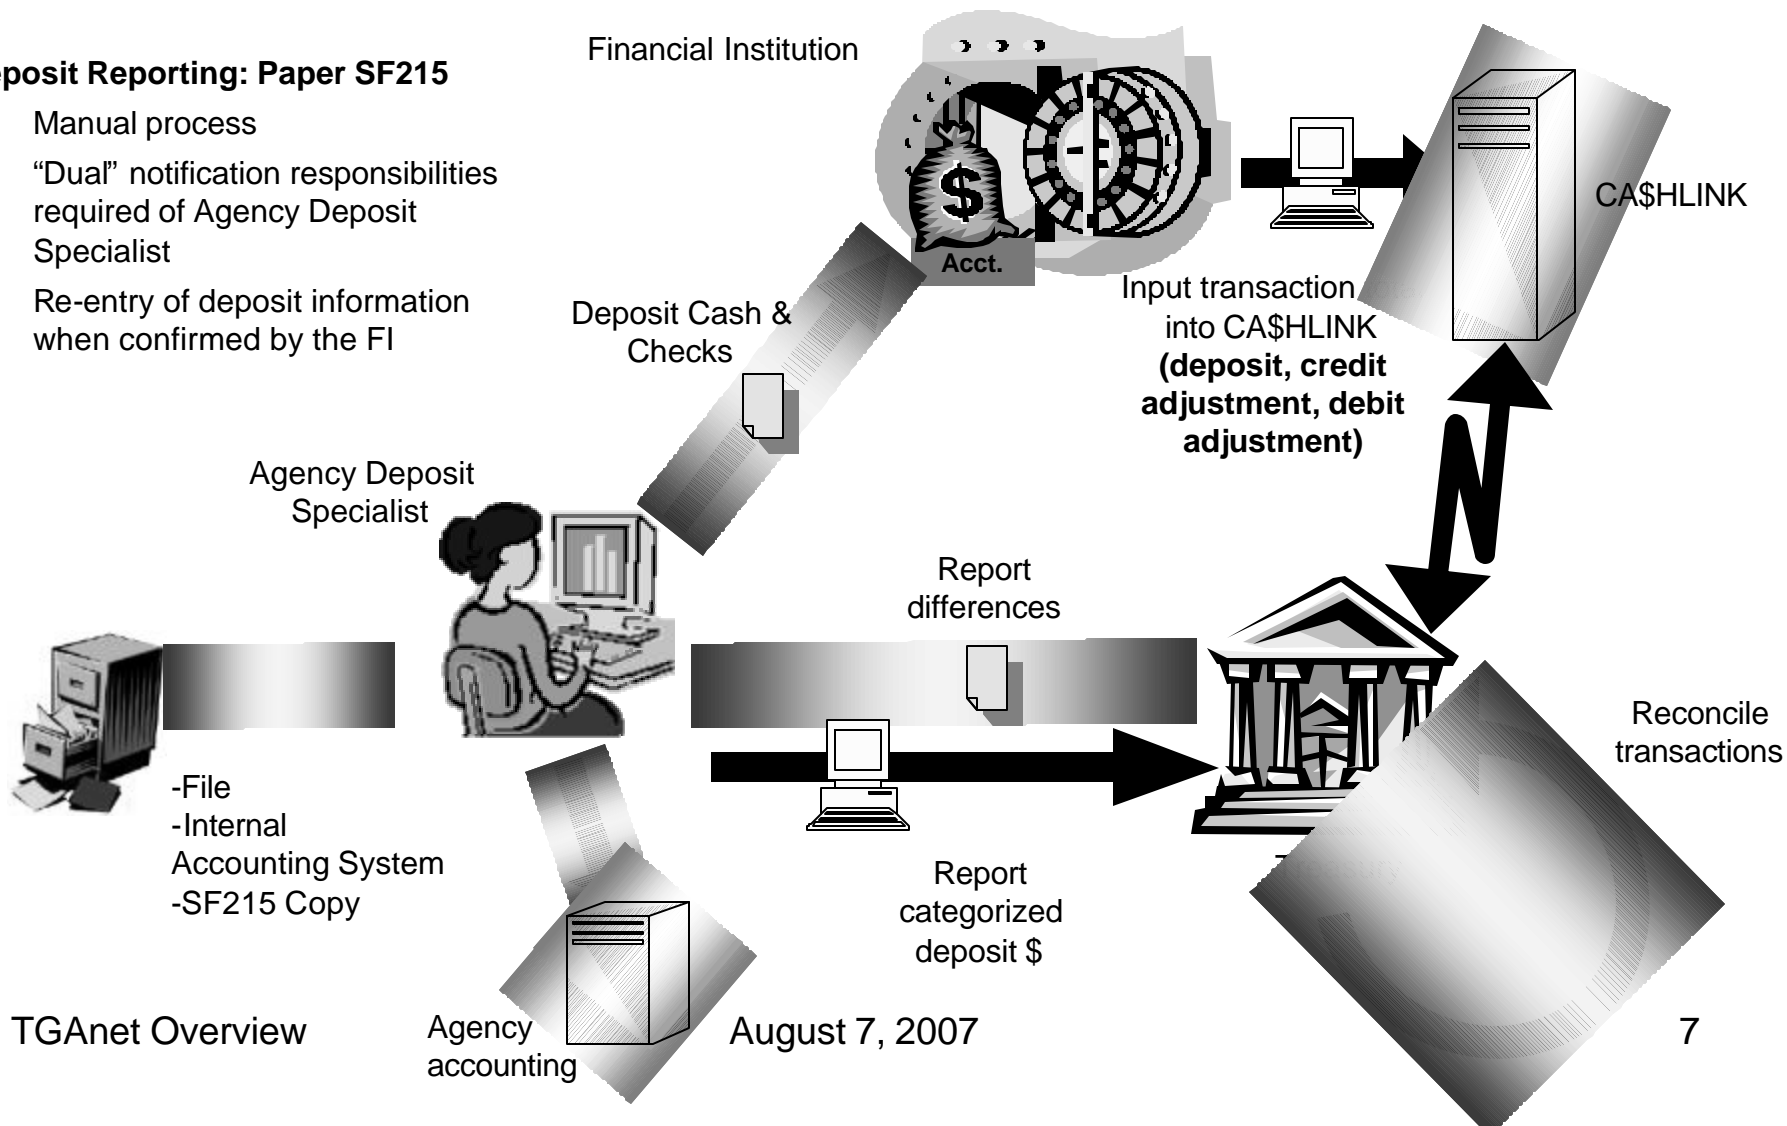 eposit Reporting: Paper SF215
Manual process
“Dual” notification responsibilities
required of Agency Deposit
Specialist
Re-entry of deposit information
when confirmed by the FI
Financial Institution
$
Acct.
CA$HLINK
Deposit Cash &
Checks
Input transaction
into CA$HLINK
(deposit, credit
adjustment, debit
adjustment)
Agency Deposit
Specialist
Report
differences
Reconcile
transactions
-File
-Internal
Accounting System
-SF215 Copy
Treasury
Report
categorized
deposit $
Agency
accounting
TGAnet Overview
August 7, 2007
7